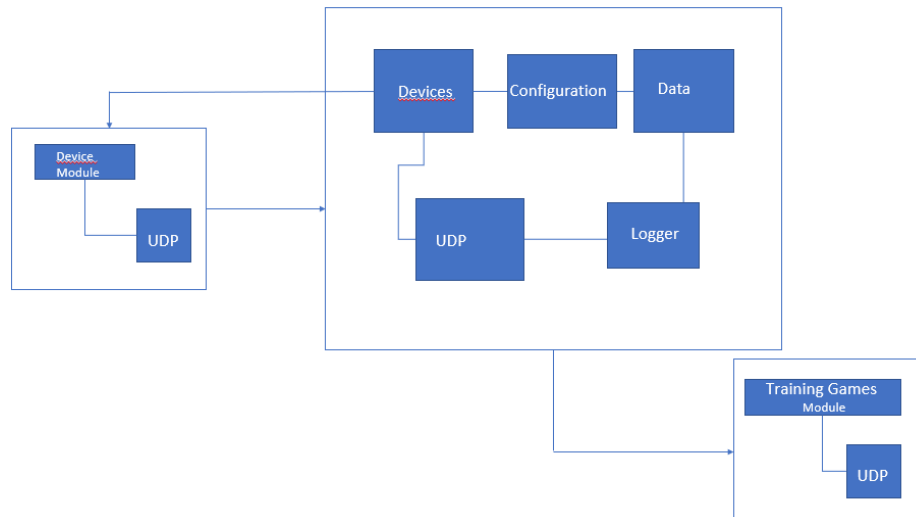 Devices
Configuration
Data
Device
Module
UDP
UDP
Logger
Training Games
Module
UDP